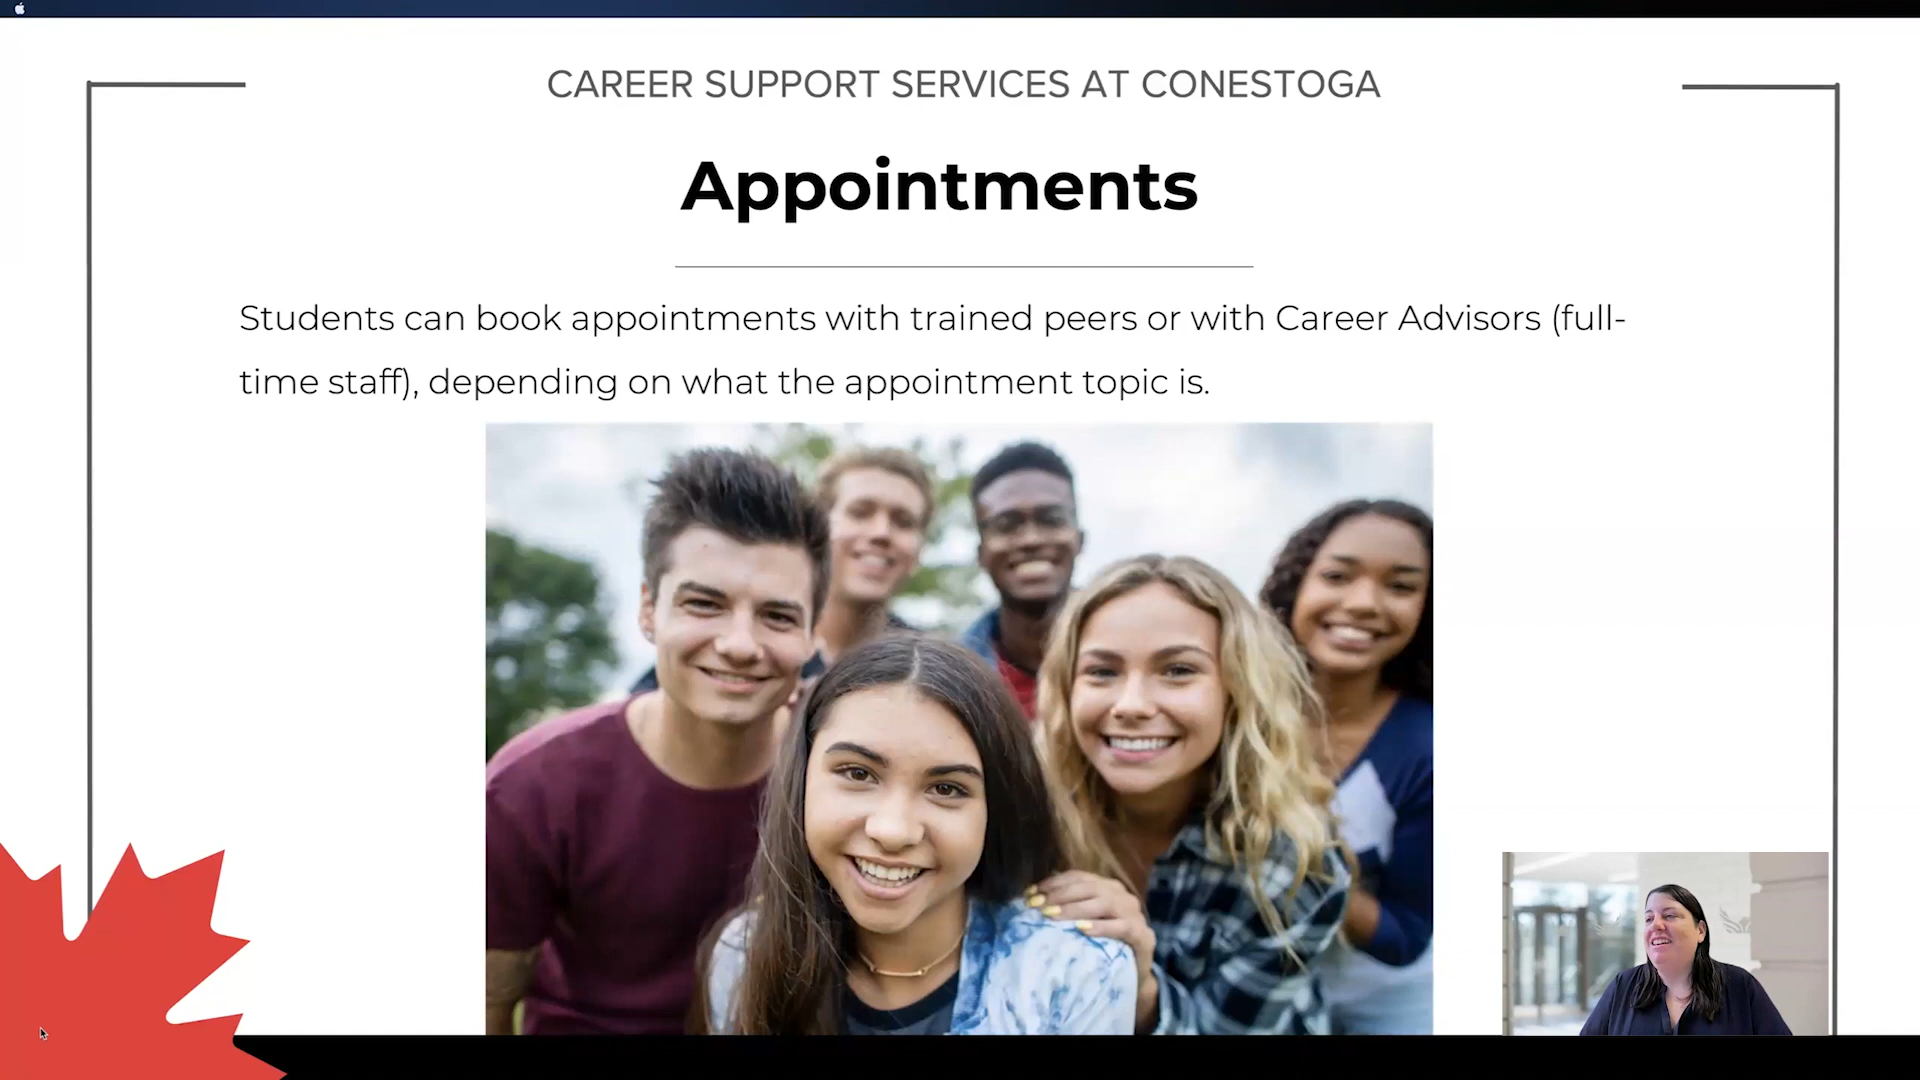 CAREER SUPPORT SERVICES AT CONESTOGA
Appointments
Students can book appointments with trained peers or with Career Advisors (full-
time staff), depending on what the appointment topic is.